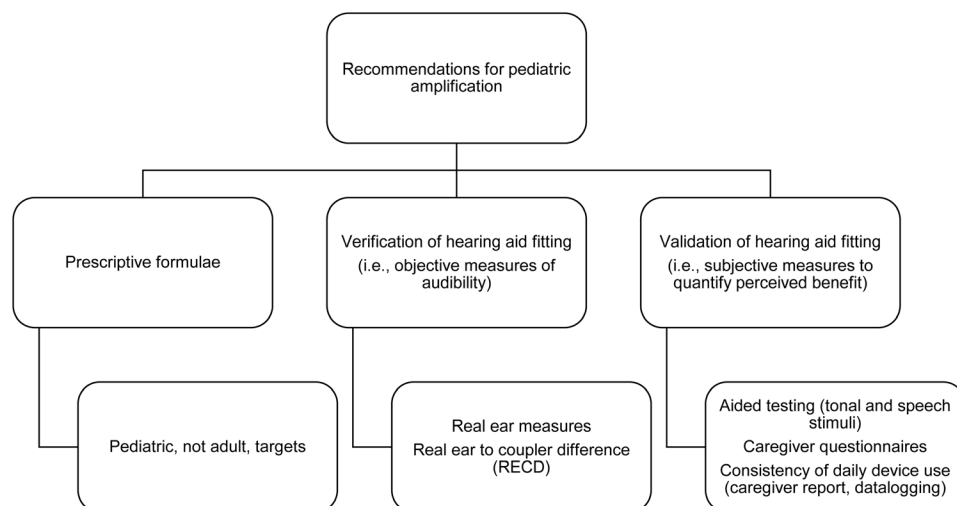 Recommendations for pediatric
amplification
Prescriptive formulae
Verification of hearing aid fitting
(i.e., objective measures of
audibility)
Validation of hearing aid fitting
(i.e., subjective measures to
quantify perceived benefit)
Pediatric, not adult, targets
Real ear measures
Real ear to coupler difference
(RECD)
Aided testing (tonal and speech
stimuli)
Caregiver questionnaires
Consistency of daily device use
(caregiver report, datalogging)